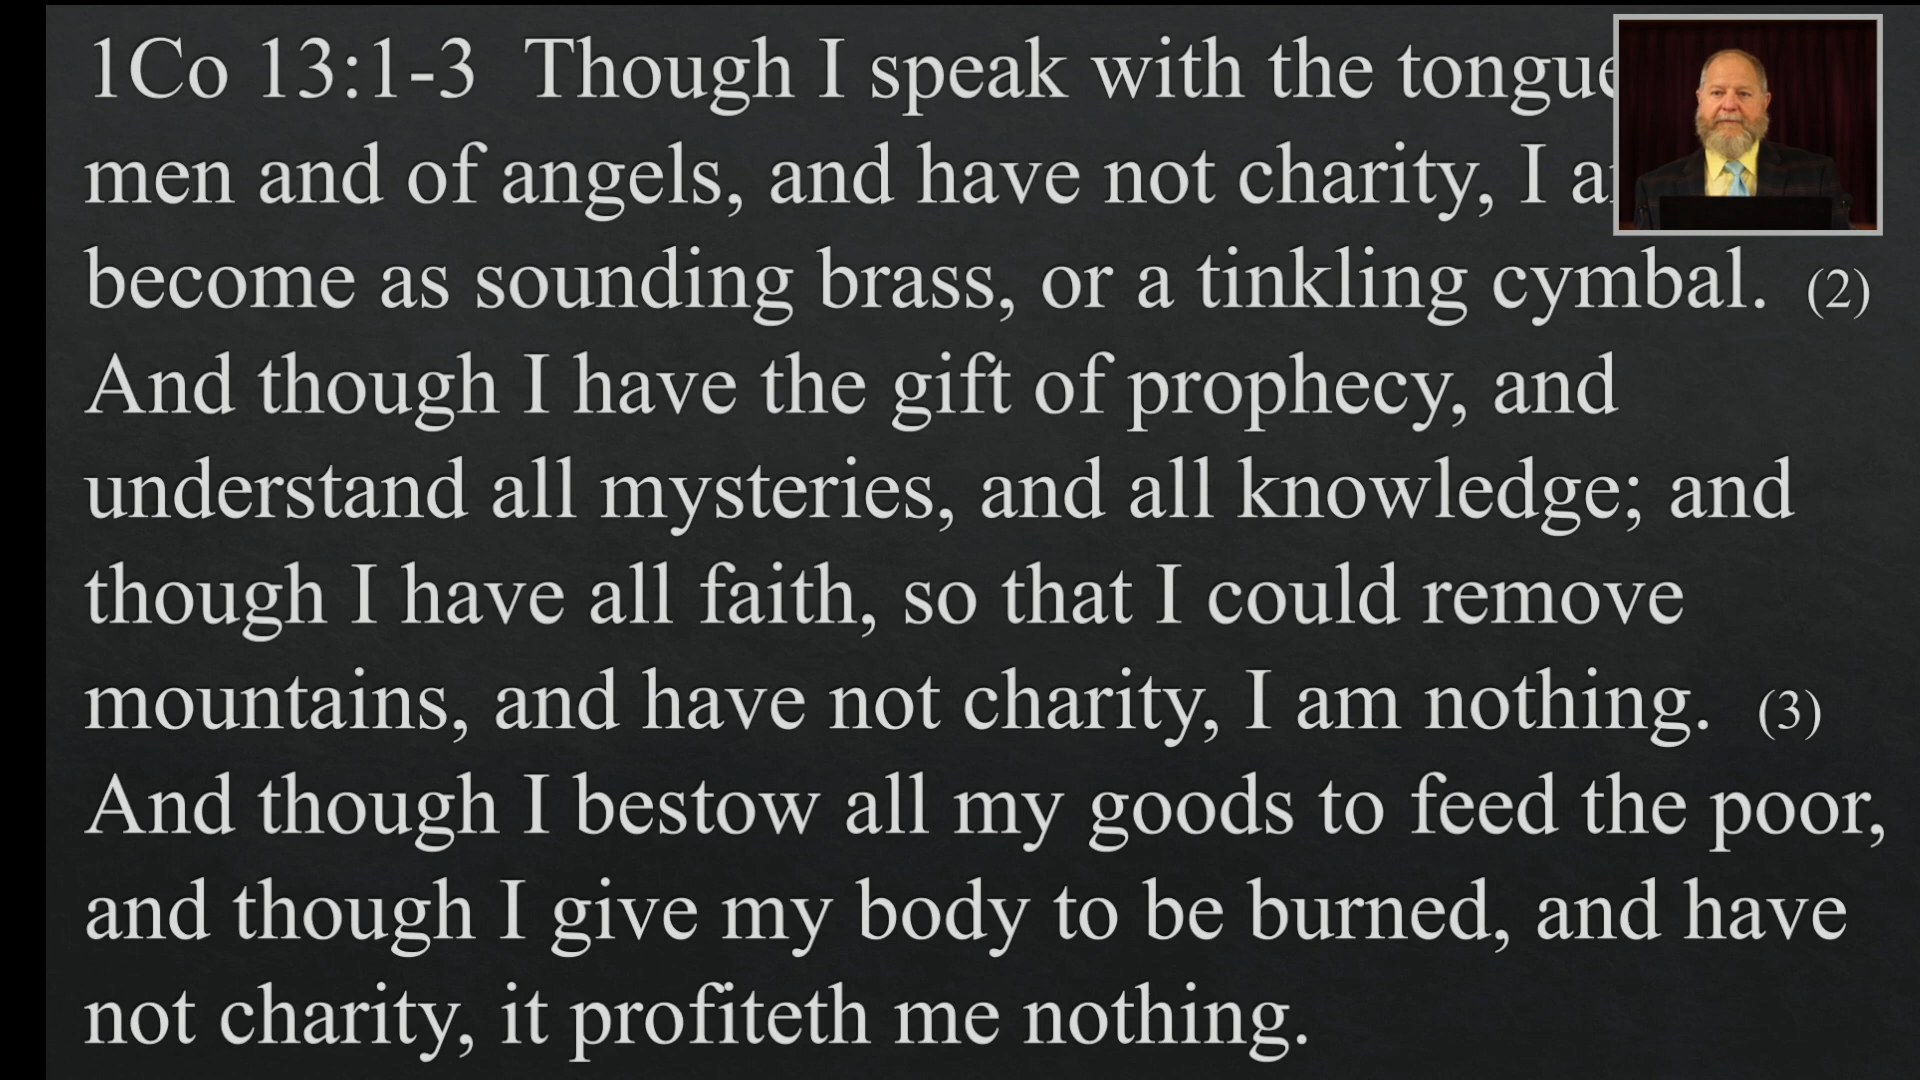 1Co 13:1-3 Though I speak with the
men and of angels, and have not charity, I
become as sounding brass, or a tinkling cymbal. (2)
And though I have the gift of prophecy, and
understand all mysteries, and all knowledge; and
though I have all faith, so that I could remove
mountains, and have not charity, I am nothing. (3)
And though I bestow all my goods to feed the poor,
and though I give my body to be burned, and have
not charity, it profiteth me nothing.